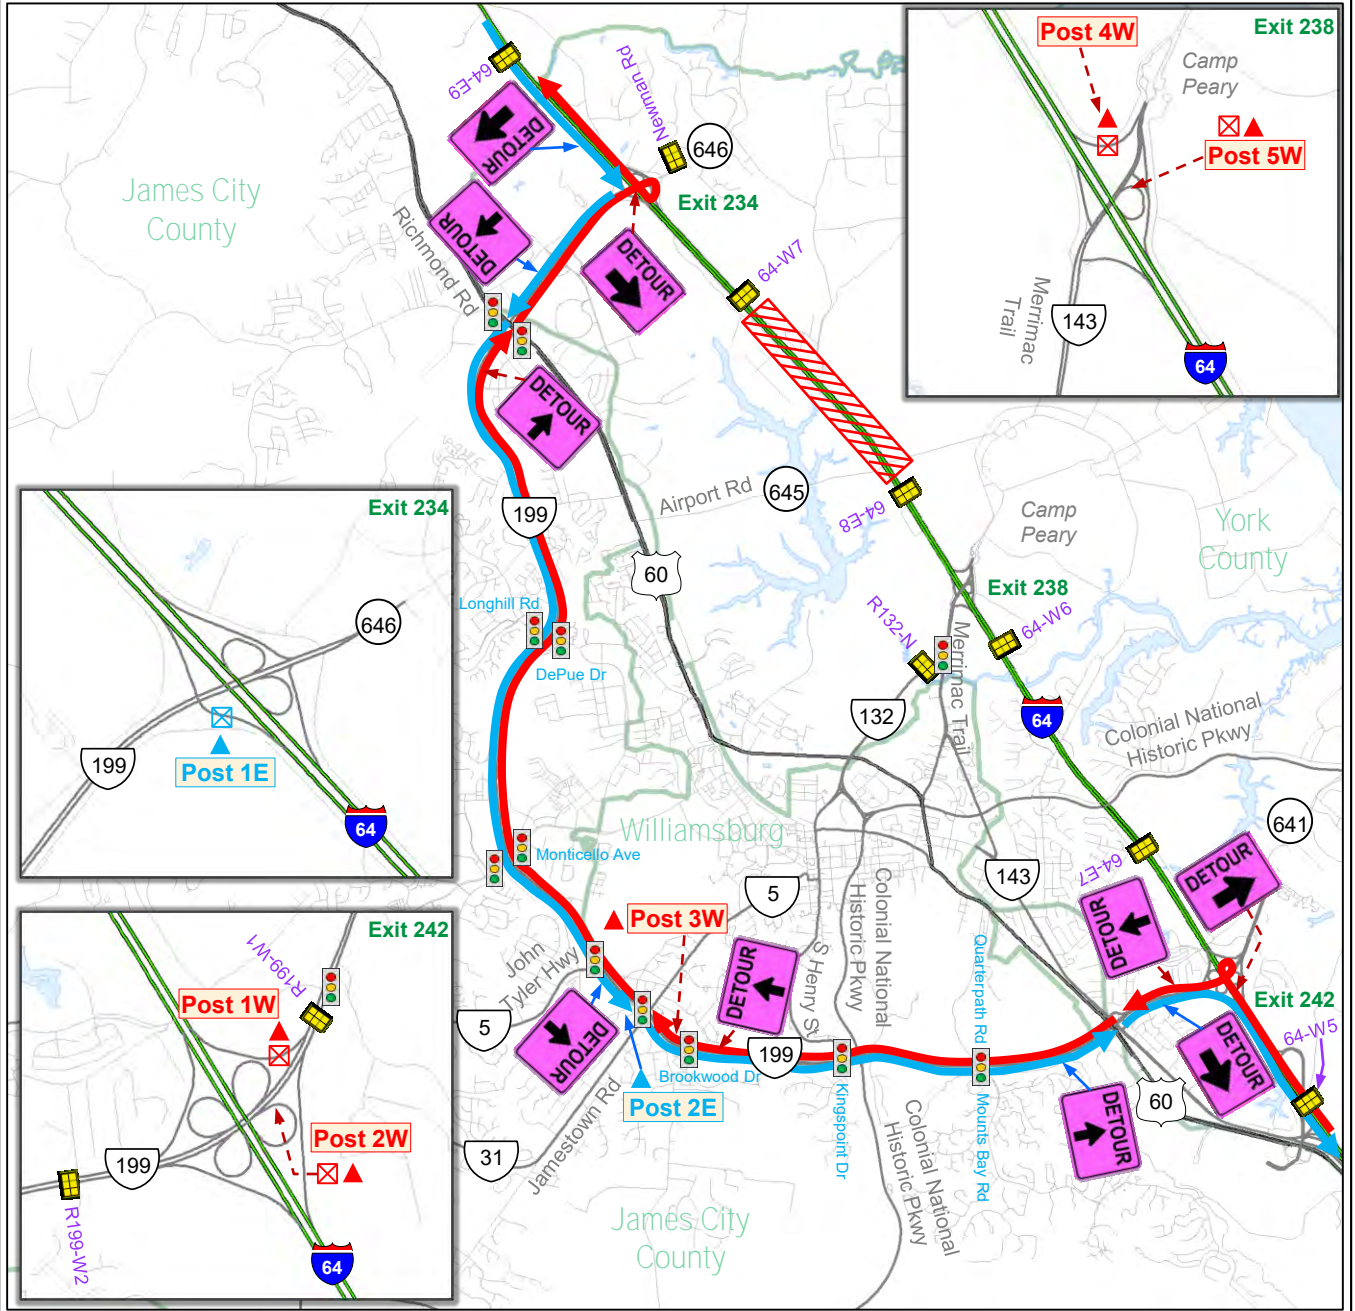 64-E9
DETOUR
Newman Rd
646
Exit 234
James City
County
Richmond Rd
DETOUR
DETOUR
64-W7
DETOUR
Post 4W
Exit 238
Camp
Peary
Post 5W
Merrimac
Trail
143
64
199
Airport Rd
645
64-E8
60
Camp
Peary
York
County
Exit 238
Longhill Rd
DePue Dr
R132-N
Merrimac Trail
64-W6
132
64
Colonial National
Historic Pkwy
Exit 234
646
199
Post 1E
64
Williamsburg
Monticello Ave
641
64-E7
DETOUR
DETOUR
143
5
Post 3W
John
Tyler Hwy
5
DETOUR
DETOUR
S Henry St
Colonial National
Historic Pkwy
Quarterpath Rd
Exit 242
64-W5
DETOUR
199
Brookwood Dr
Post 2E
Kingspoint Dr
Mounts Bay Rd
DETOUR
60
31
Jamestown Rd
Colonial National
Historic Pkwy
James City
County
Exit 242
R199-W1
Post 1W
Post 2W
199
R199-W2
64